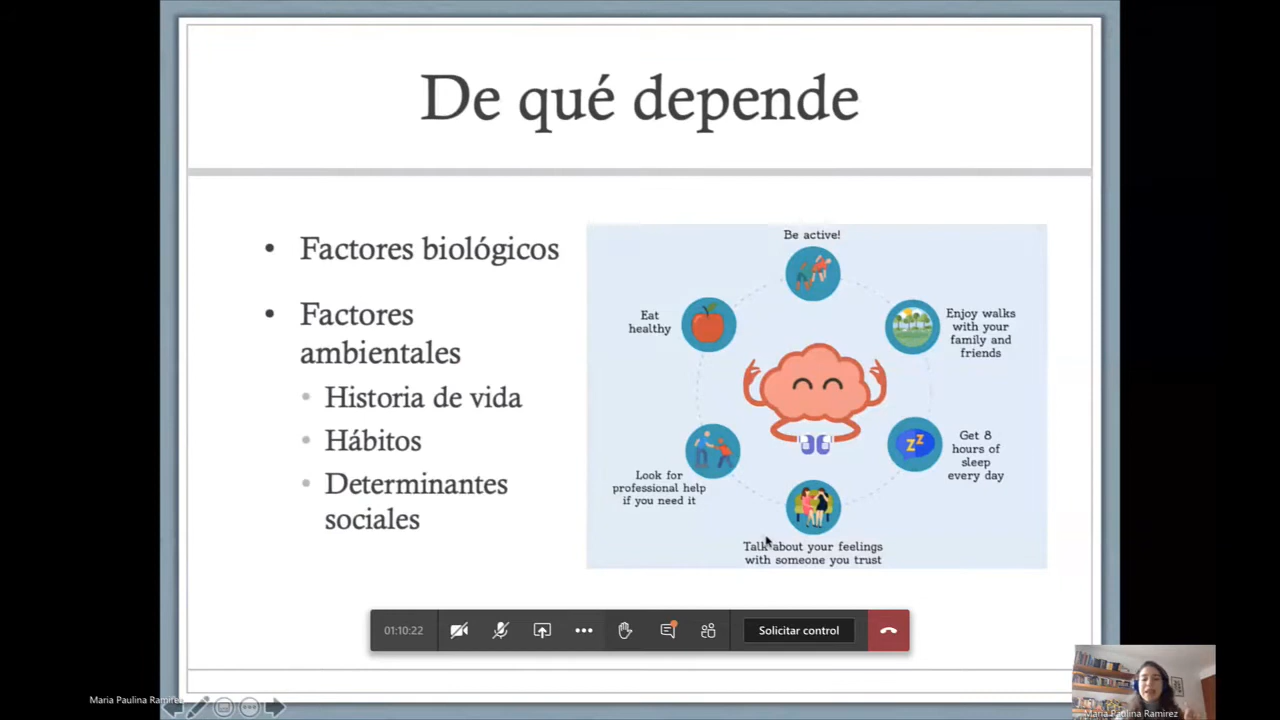 De qué depende
• Factores biológicos
• Factores
ambientales
• Historia de vida
• Hábitos
• Determinantes
sociales
Be active!
Eat
healthy
Enjoy walks
with your
family and
friends
Get 8
hours of
sleep
every day
Look for
professional help
if you need it
Talk about your feelings
with someone you trust
zz
01:10:22
Solicitar control
Maria Paulina Ramirez
Maria Paulina Ramirez